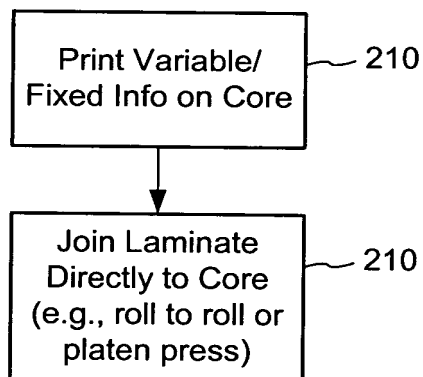 Print Variable/
Fixed Info on Core
210
Join Laminate
Directly to Core
(e.g., roll to roll or
platen press)
210